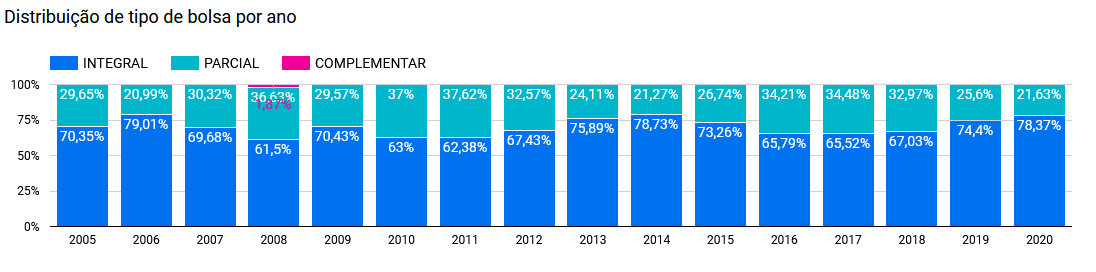 Distribuição de tipo de bolsa por ano
INTEGRAL PARCIAL COMPLEMENTAR
100%
29,65% 20,99% 30,32% 36,63% 29,57% 37% 37,62% 32,57% 24,11% 21,27% 26,74% 34,21% 34,48% 32,97% 25,6% 21,63%
1,87%
75%
70,35% 79,01% 69,68% 61,5% 70,43% 63% 62,38% 67,43% 75,89% 78,73% 73,26% 65,79% 65,52% 67,03% 74,4% 78,37%
50%
25%
0%
2005 2006 2007 2008 2009 2010 2011 2012 2013 2014 2015 2016 2017 2018 2019 2020